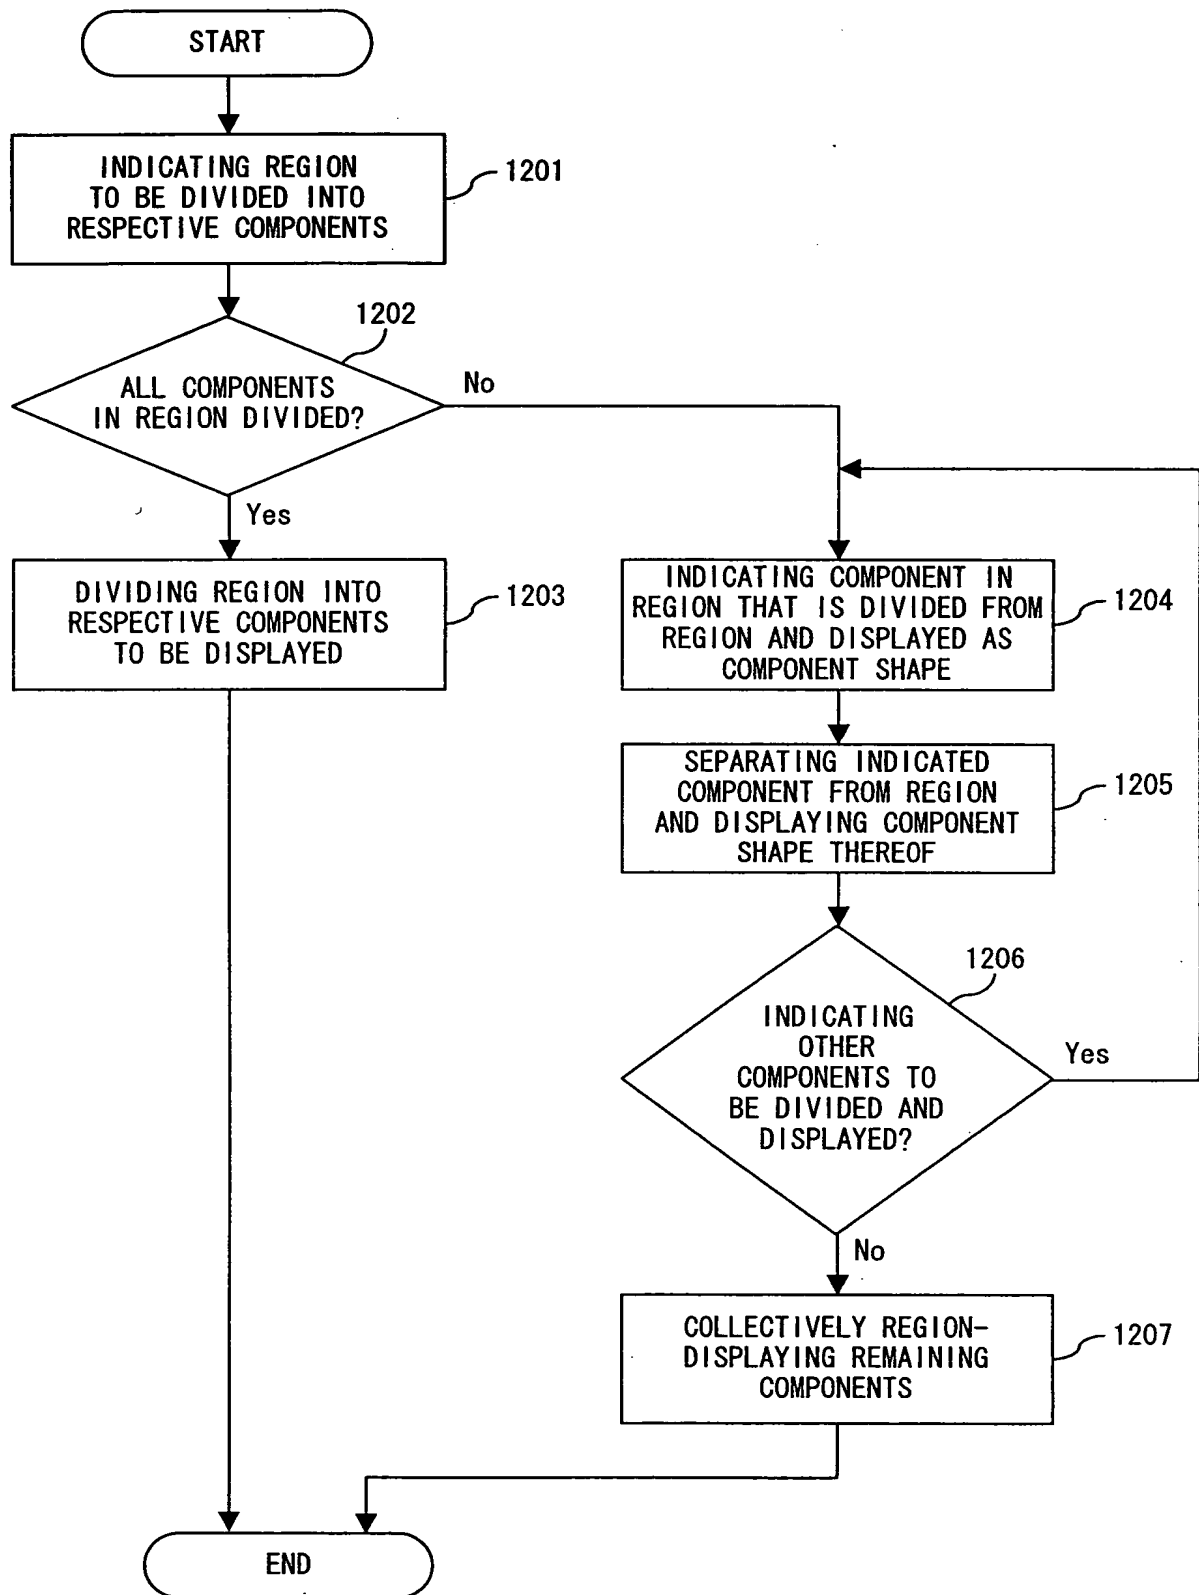 START
INDICATING REGION
TO BE DIVIDED INTO
RESPECTIVE COMPONENTS
1201
1202
ALL COMPONENTS
IN REGION DIVIDED?
No
Yes
DIVIDING REGION INTO
RESPECTIVE COMPONENTS
TO BE DISPLAYED
1203
INDICATING COMPONENT IN
REGION THAT IS DIVIDED FROM
REGION AND DISPLAYED AS
COMPONENT SHAPE
1204
SEPARATING INDICATED
COMPONENT FROM REGION
AND DISPLAYING COMPONENT
SHAPE THEREOF
1205
1206
INDICATING
OTHER
COMPONENTS TO
BE DIVIDED AND
DISPLAYED?
Yes
No
COLLECTIVELY REGION-
DISPLAYING REMAINING
COMPONENTS
1207
END